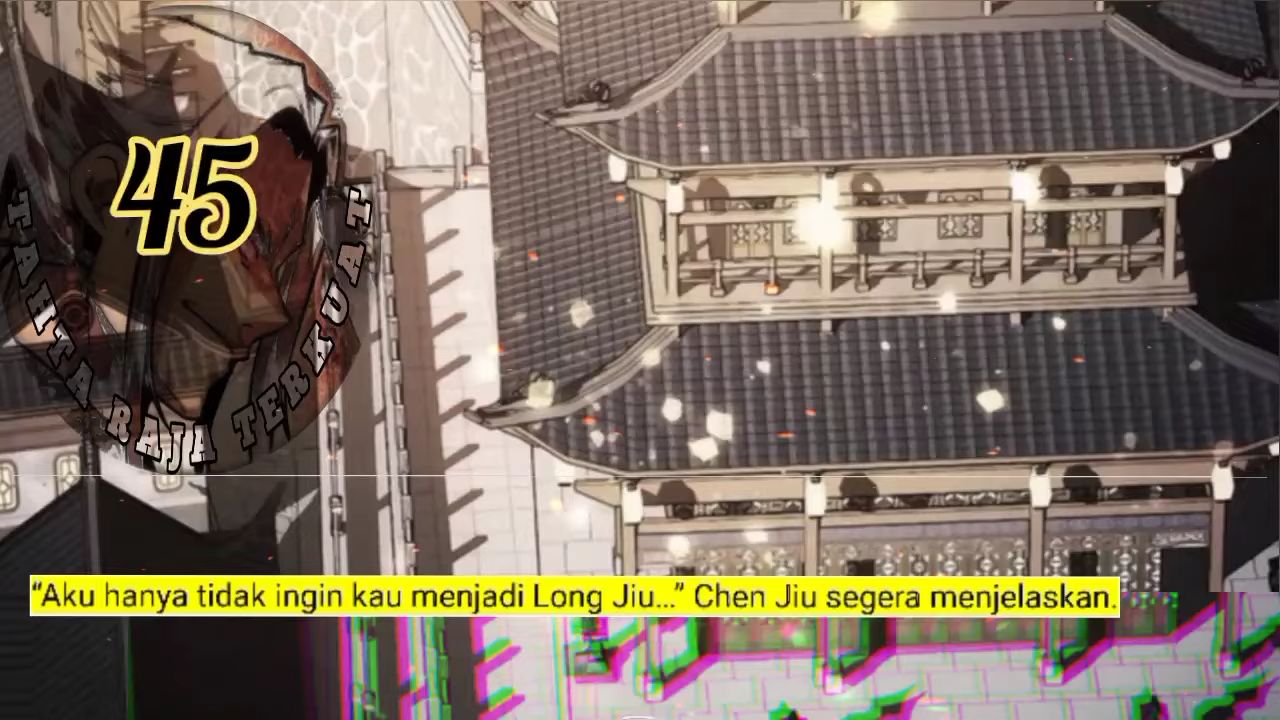 45
TAHTA RAJA TERKUAT
“Aku hanya tidak ingin kau menjadi Long Jiu...” Chen Jiu segera menjelaskan.